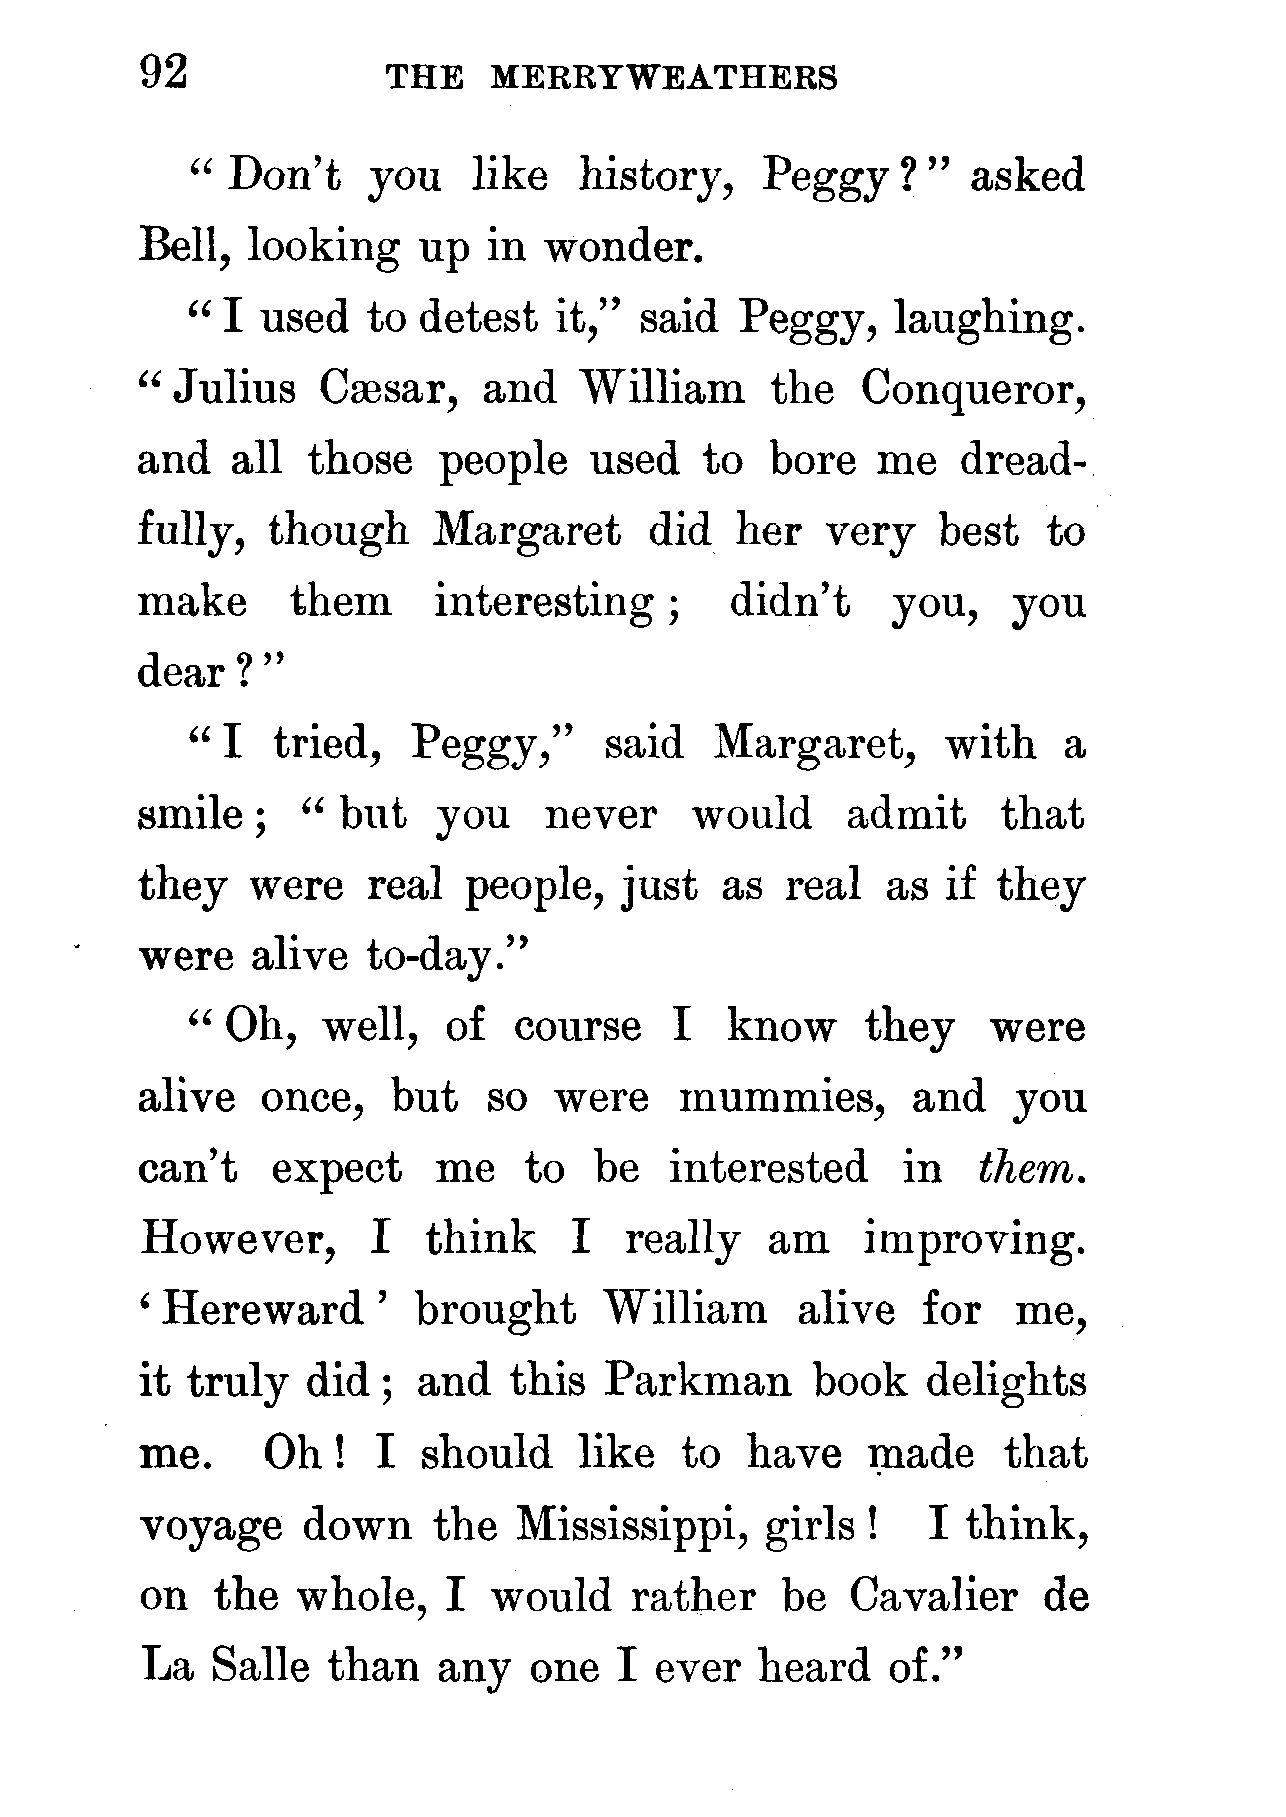 92 THE MERRYWEATHERS
“ Don’t you like history, Peggy ? ” asked
Bell, looking up in wonder.
“ I used to detest it,” said Peggy, laughing.
“ Julius Cæsar, and William the Conqueror,
and all those people used to bore me dread-
fully, though Margaret did her very best to
make them interesting ; didn’t you, you
dear ? ”
“ I tried, Peggy,” said Margaret, with a
smile ; “ but you never would admit that
they were real people, just as real as if they
were alive to-day.”
“ Oh, well, of course I know they were
alive once, but so were mummies, and you
can’t expect me to be interested in them.
However, I think I really am improving.
‘ Hereward ’ brought William alive for me,
it truly did ; and this Parkman book delights
me. Oh ! I should like to have made that
voyage down the Mississippi, girls ! I think,
on the whole, I would rather be Cavalier de
La Salle than any one I ever heard of.”